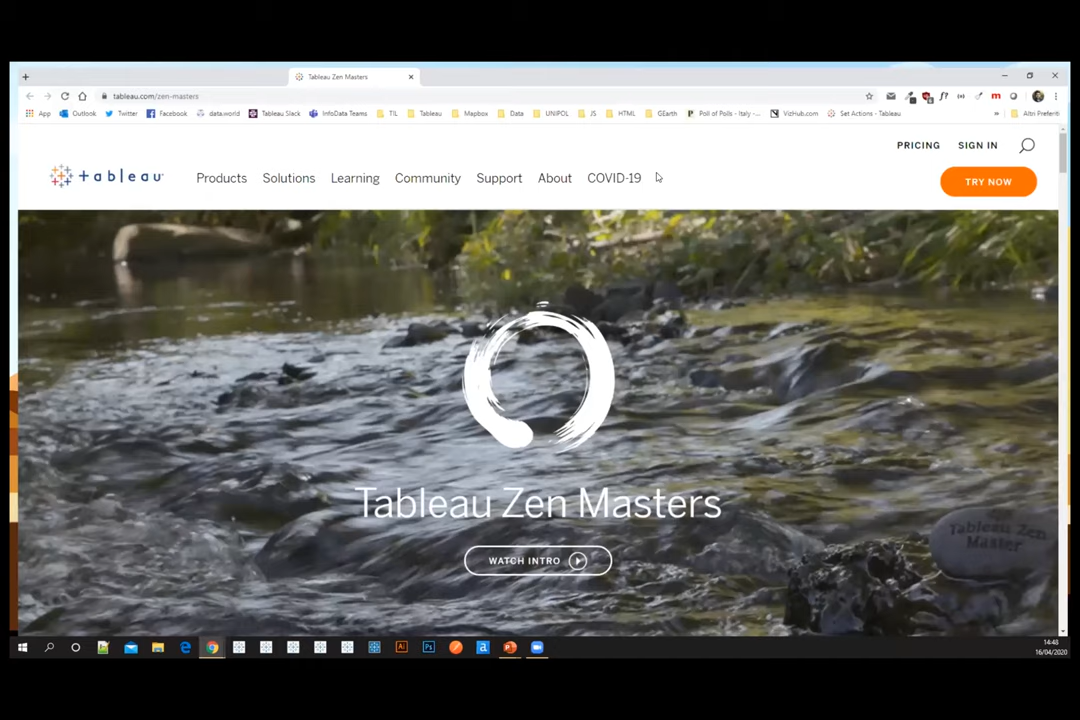 Tableau Zen Masters
tableau.com/zen-masters
App Outlook Twitter Facebook data.world Tableau Slack InfoData Teams TIL Tableau Mapbox Data UNIPOL JS HTML GEarth Poll of Polls - Italy -... VizHub.com Set Actions - Tableau » Altri Preferiti
PRICING SIGN IN
tableau Products Solutions Learning Community Support About COVID-19 TRY NOW
Tableau Zen Masters
Tableau Zen
Master
WATCH INTRO
14:48
16/04/2020